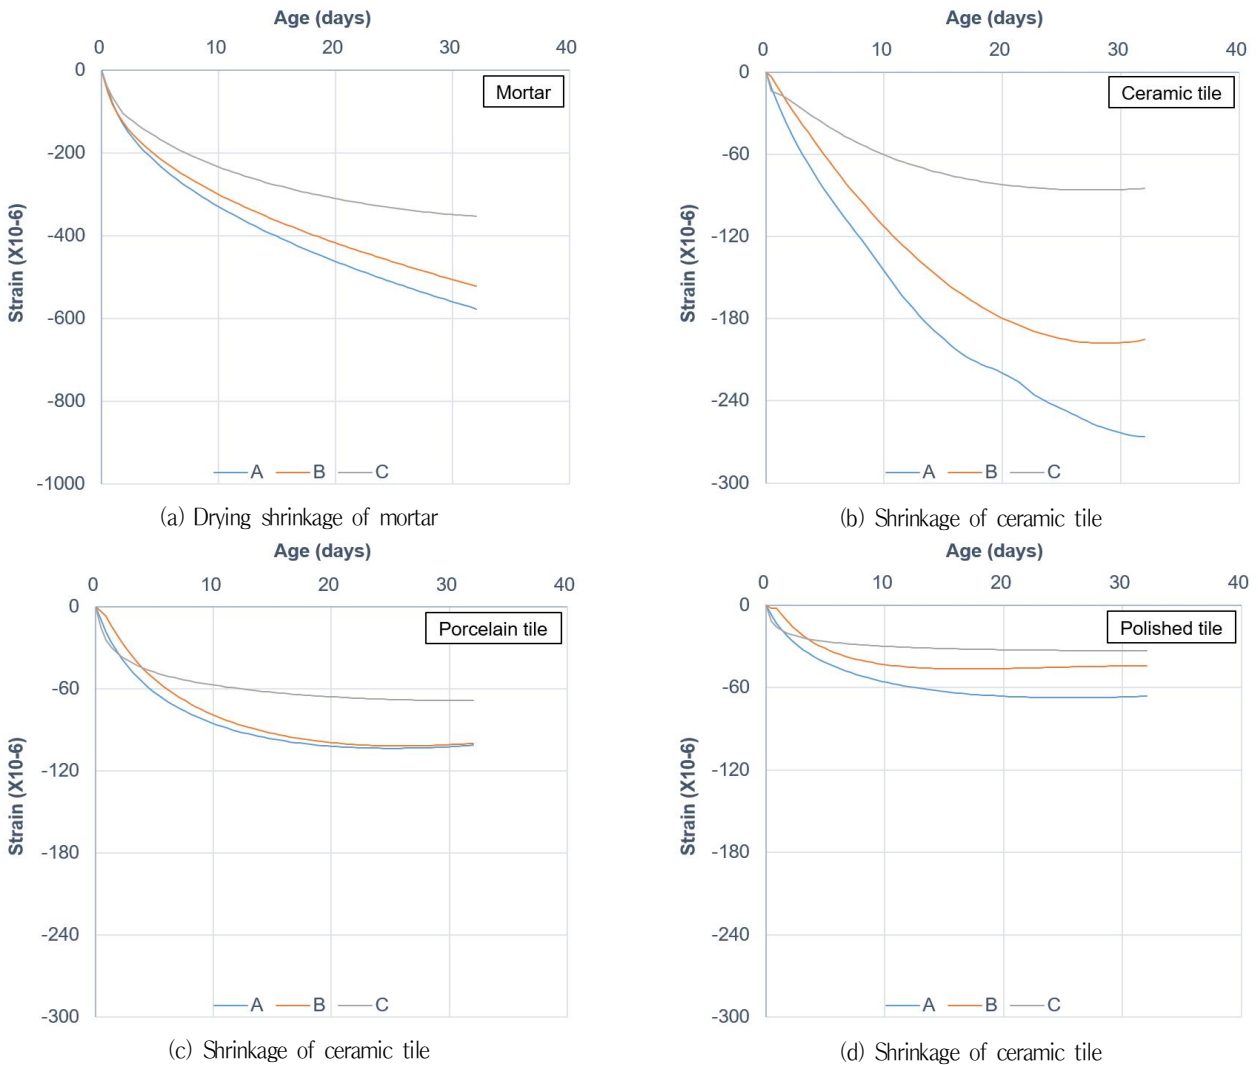 Age (days)
0 10 20 30 40
0
-200
-400
-600
-800
-1000
Strain (X10-6)
Mortar
A B C
(a) Drying shrinkage of mortar
Age (days)
0 10 20 30 40
0
-60
-120
-180
-240
-300
Strain (X10-6)
Ceramic tile
A B C
(b) Shrinkage of ceramic tile
Age (days)
0 10 20 30 40
0
-60
-120
-180
-240
-300
Strain (X10-6)
Porcelain tile
A B C
(c) Shrinkage of ceramic tile
Age (days)
0 10 20 30 40
0
-60
-120
-180
-240
-300
Strain (X10-6)
Polished tile
A B C
(d) Shrinkage of ceramic tile